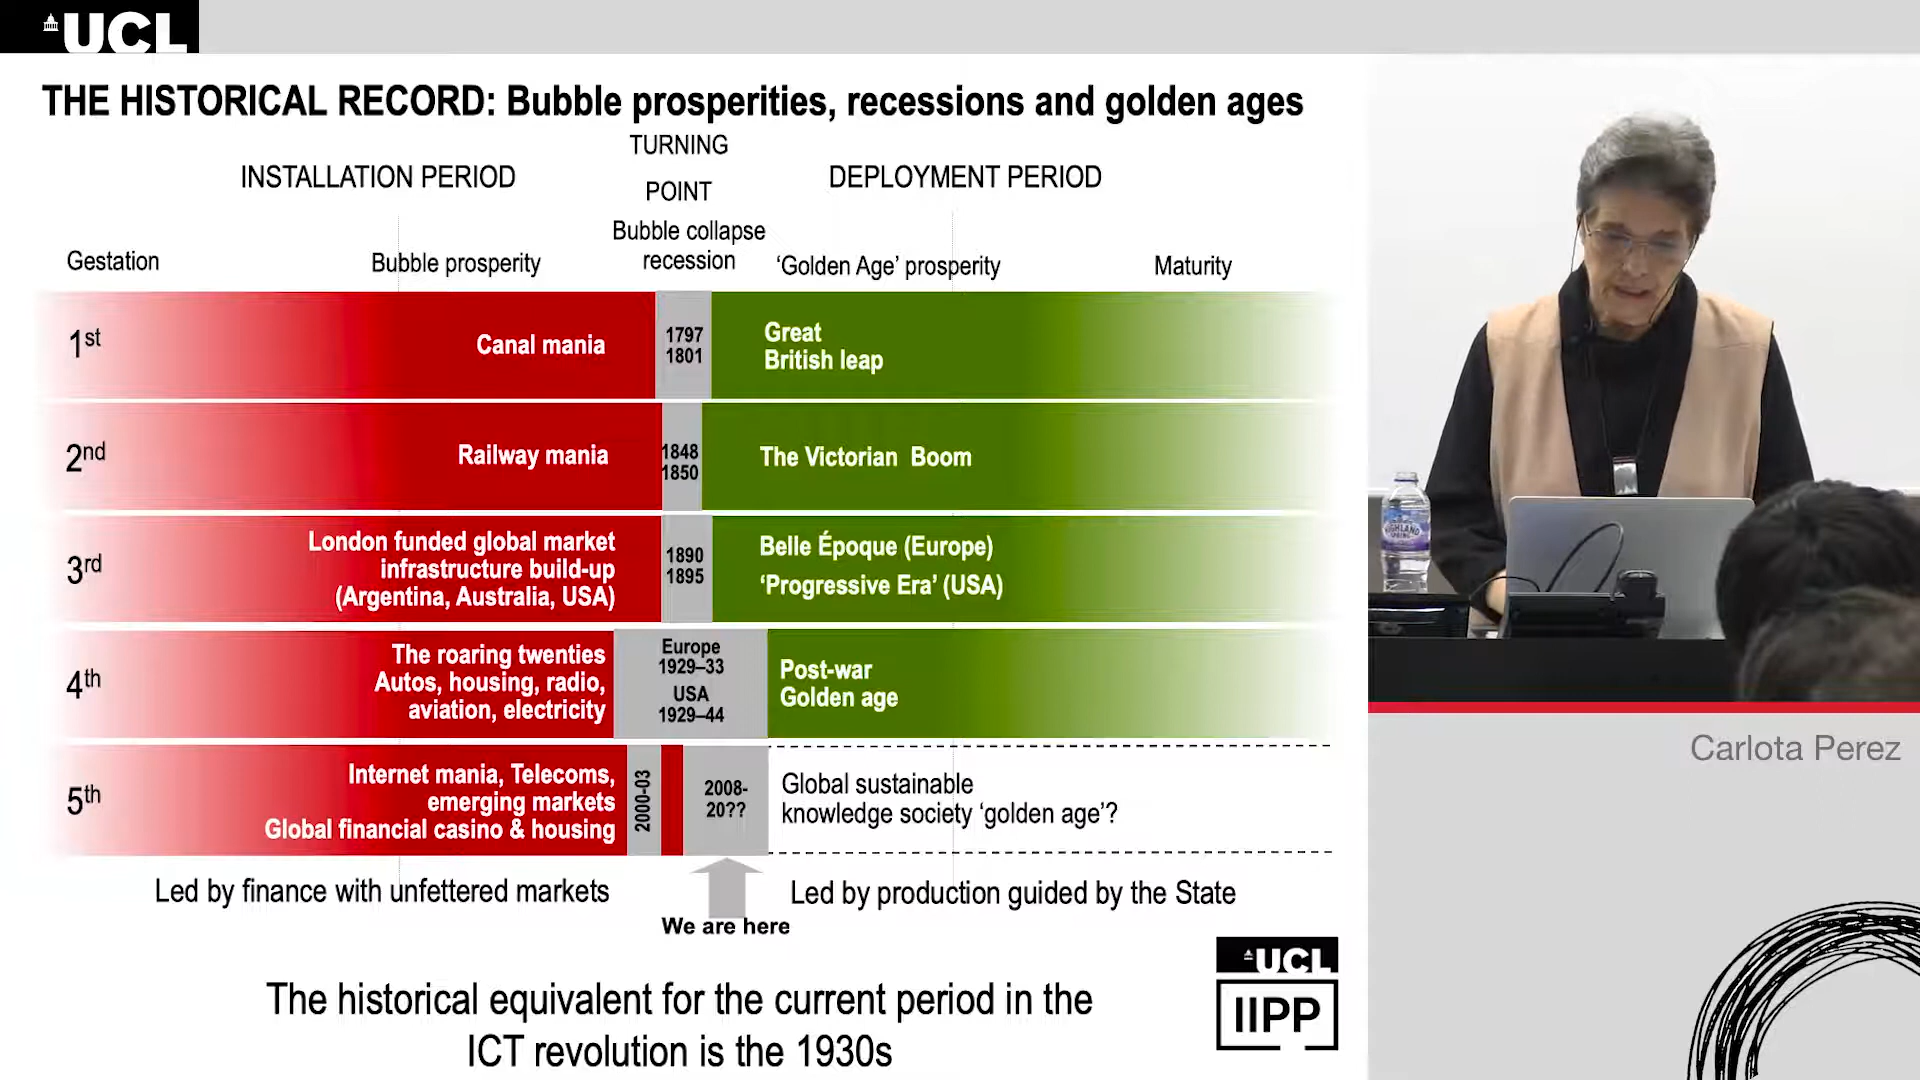 UCL
THE HISTORICAL RECORD: Bubble prosperities, recessions and golden ages
INSTALLATION PERIOD
TURNING
POINT
DEPLOYMENT PERIOD
Gestation
Bubble prosperity
Bubble collapse
recession
‘Golden Age’ prosperity
Maturity
1st
Canal mania
1797
1801
Great
British leap
2nd
Railway mania
1848
1850
The Victorian Boom
3rd
London funded global market
infrastructure build-up
(Argentina, Australia, USA)
1890
1895
Belle Époque (Europe)
‘Progressive Era’ (USA)
4th
The roaring twenties
Autos, housing, radio,
aviation, electricity
Europe
1929–33
USA
1929–44
Post-war
Golden age
5th
Internet mania, Telecoms,
emerging markets
Global financial casino & housing
2000-03
2008-
20??
Global sustainable
knowledge society ‘golden age’?
Led by finance with unfettered markets
We are here
Led by production guided by the State
The historical equivalent for the current period in the
ICT revolution is the 1930s
UCL
IIPP
HIGHLAND
SPRING
Carlota Perez